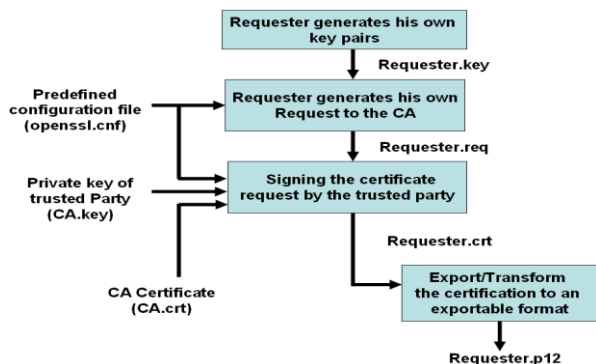 Requester generates his own
key pairs
Requester.key
Predefined
configuration file
(openssl.cnf)
Requester generates his own
Request to the CA
Requester.req
Private key of
trusted Party
(CA.key)
Signing the certificate
request by the trusted party
Requester.crt
CA Certificate
(CA.crt)
Export/Transform
the certification to an
exportable format
Requester.p12